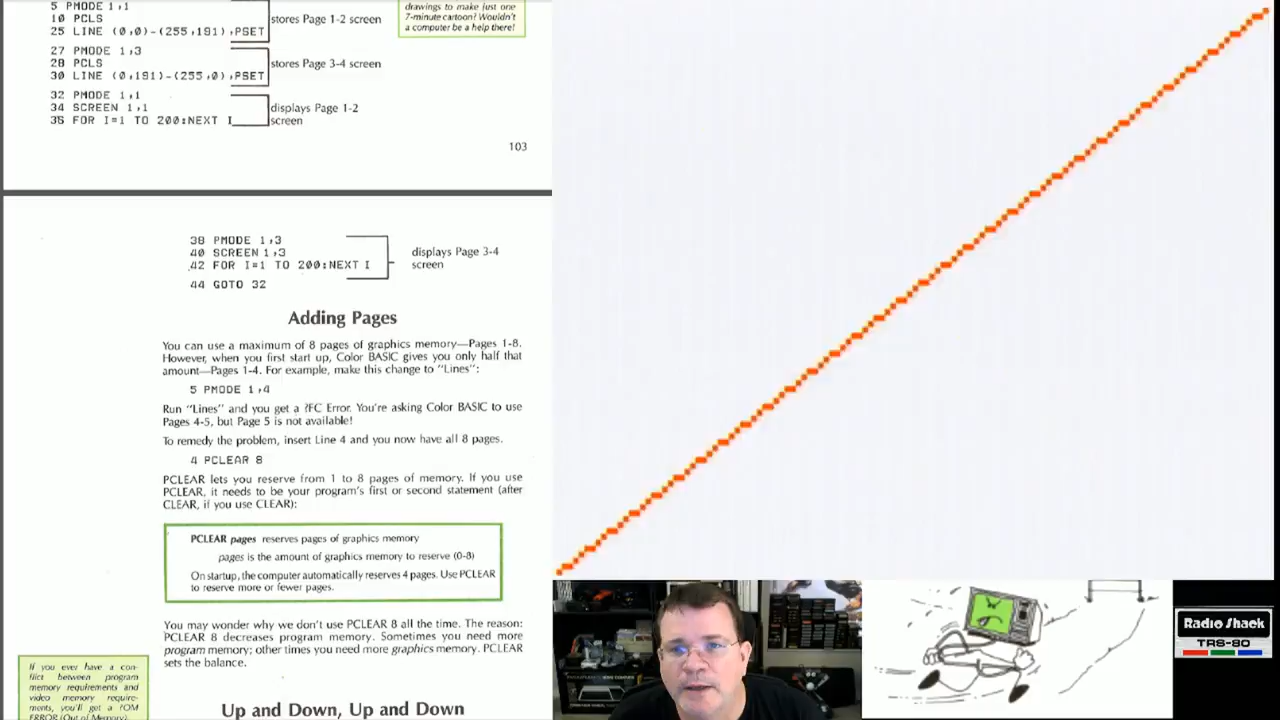 5 PMODE 1,1
10 PCLS
25 LINE (0,0)-(255,191),PSET
stores Page 1-2 screen
27 PMODE 1,3
28 PCLS
30 LINE (0,191)-(255,0),PSET
stores Page 3-4 screen
32 PMODE 1,1
34 SCREEN 1,1
36 FOR I=1 TO 200:NEXT I
displays Page 1-2
screen
drawings to make just one
7-minute cartoon? Wouldn't
a computer be a help there!
103
38 PMODE 1,3
40 SCREEN 1,3
42 FOR I=1 TO 200:NEXT I
44 GOTO 32
displays Page 3-4
screen
Adding Pages
You can use a maximum of 8 pages of graphics memory—Pages 1-8.
However, when you first start up, Color BASIC gives you only half that
amount—Pages 1-4. For example, make this change to "Lines":
5 PMODE 1,4
Run "Lines" and you get a ?FC Error. You're asking Color BASIC to use
Pages 4-5, but Page 5 is not available!
To remedy the problem, insert Line 4 and you now have all 8 pages.
4 PCLEAR 8
PCLEAR lets you reserve from 1 to 8 pages of memory. If you use
PCLEAR, it needs to be your program's first or second statement (after
CLEAR, if you use CLEAR):
PCLEAR pages reserves pages of graphics memory
pages is the amount of graphics memory to reserve (0-8)
On startup, the computer automatically reserves 4 pages. Use PCLEAR
to reserve more or fewer pages.
You may wonder why we don't use PCLEAR 8 all the time. The reason:
PCLEAR 8 decreases program memory. Sometimes you need more
program memory; other times you need more graphics memory. PCLEAR
sets the balance.
If you ever have a con-
flict between program
memory requirements and
video memory require-
ments, you'll get a ?OM
ERROR (Out of Memory)
Up and Down, Up and Down
Radio Shack
TRS-80